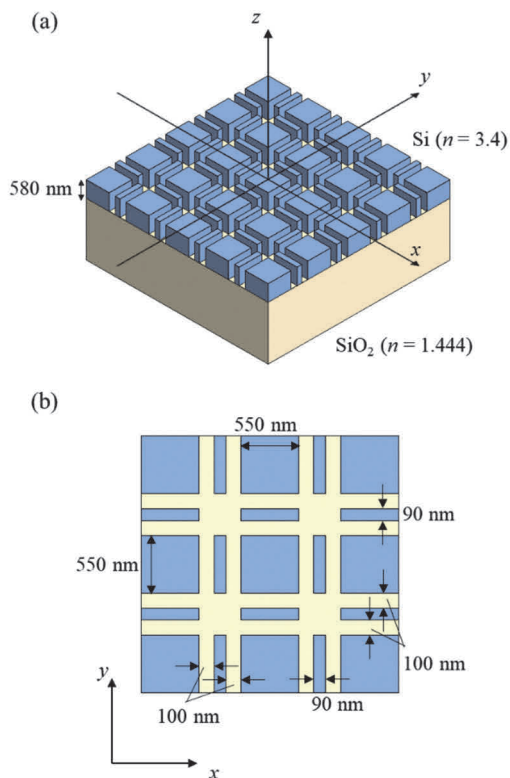 (a)
z
y
Si (n = 3.4)
580 nm
x
SiO₂ (n = 1.444)
(b)
550 nm
90 nm
550 nm
100 nm
y
100 nm
90 nm
x